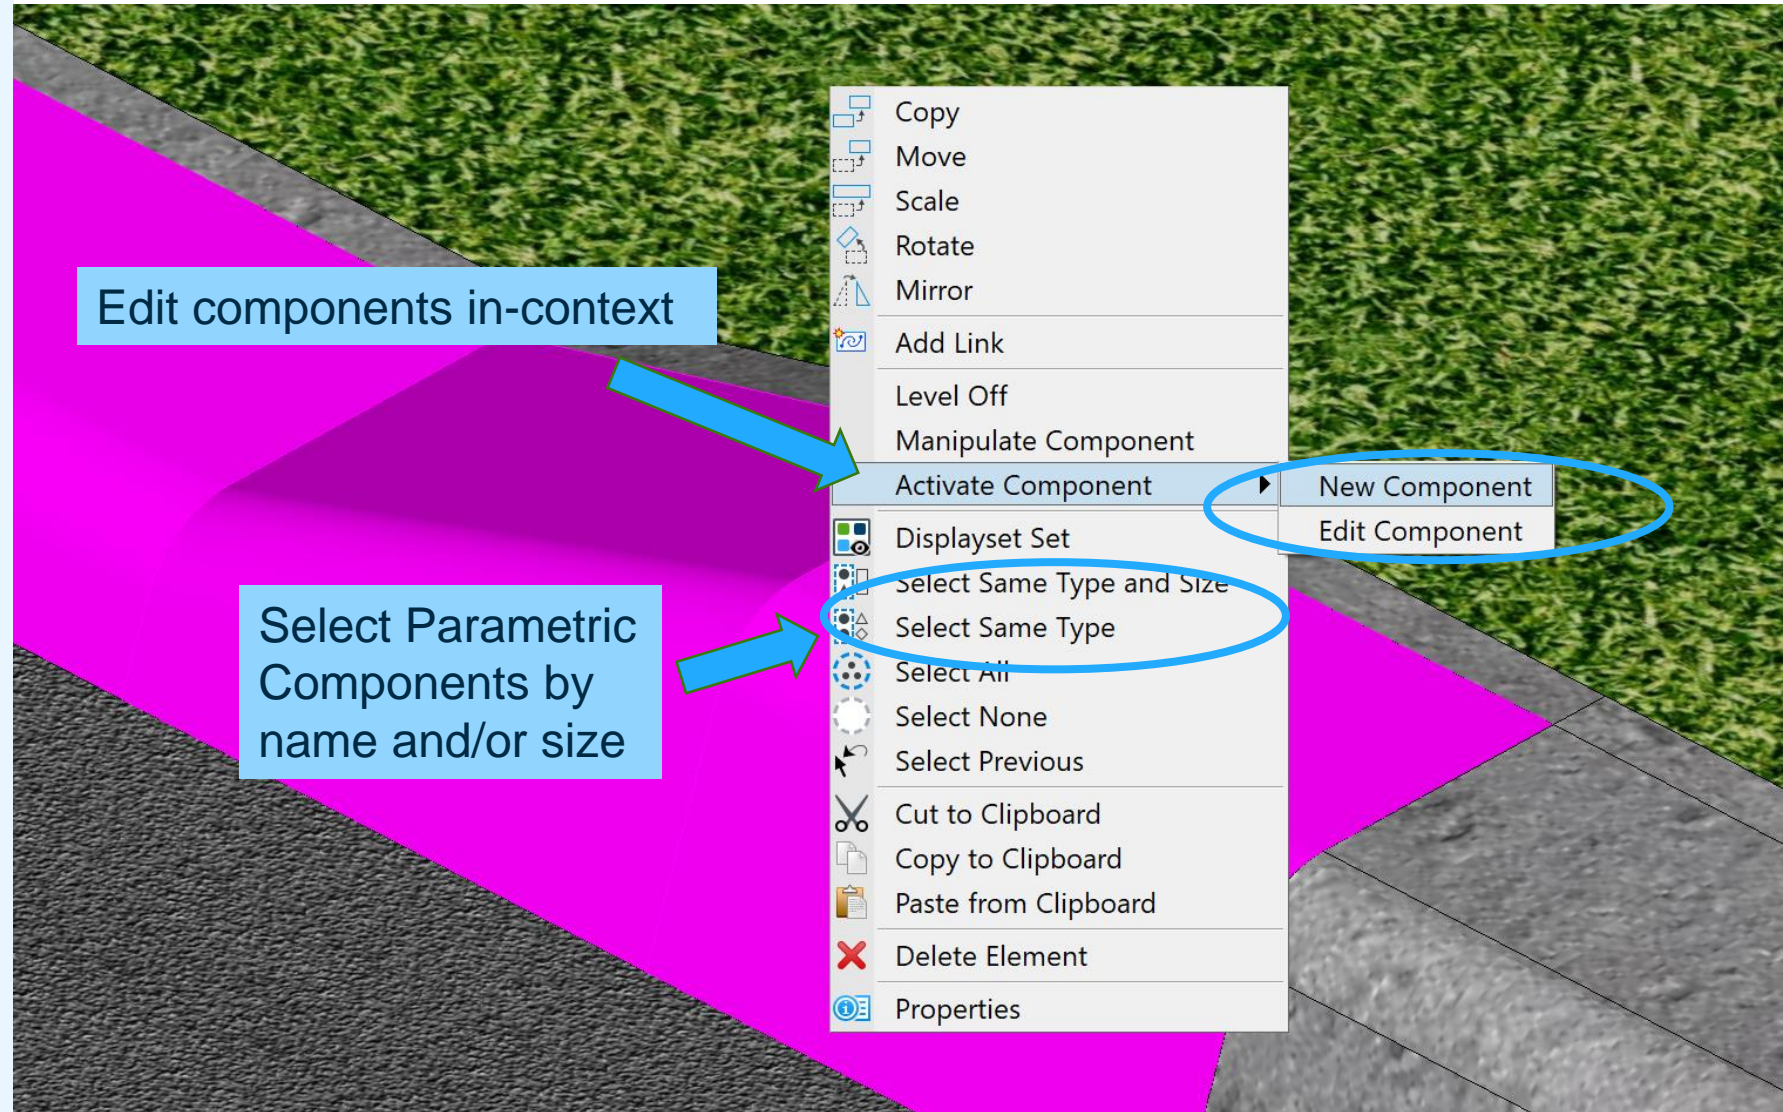 Copy
Move
Scale
Rotate
Mirror
Edit components in-context
Add Link
Level Off
Manipulate Component
Activate Component
New Component
Edit Component
Displayset Set
Select Same Type and Size
Select Same Type
Select Parametric
Components by
name and/or size
Select All
Select None
Select Previous
Cut to Clipboard
Copy to Clipboard
Paste from Clipboard
Delete Element
Properties